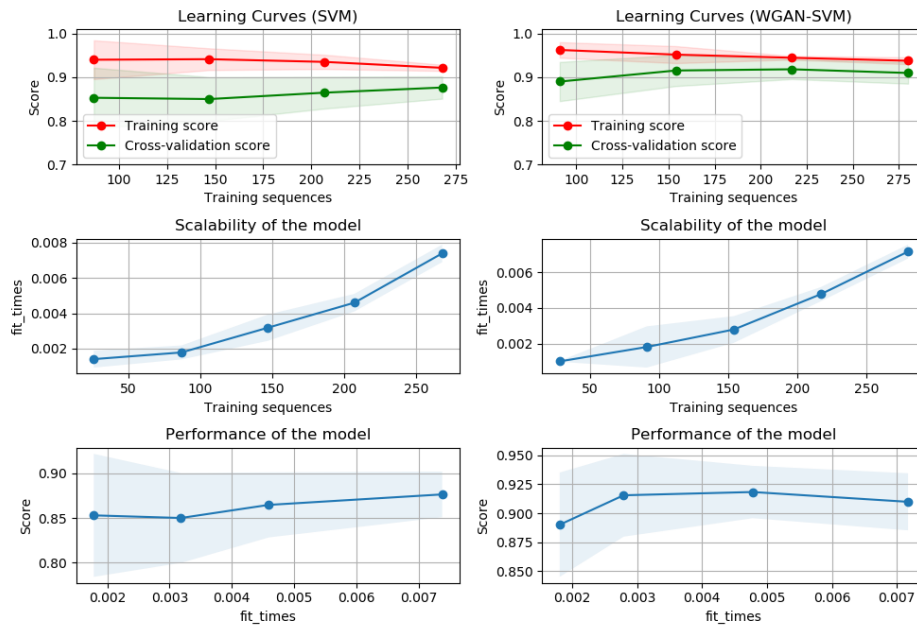 Learning Curves (SVM)
1.0
0.9
0.8
0.7
Score
Training score
Cross-validation score
100 125 150 175 200 225 250 275
Training sequences
Learning Curves (WGAN-SVM)
1.0
0.9
0.8
0.7
Score
Training score
Cross-validation score
100 125 150 175 200 225 250 275
Training sequences
Scalability of the model
0.008
0.006
0.004
0.002
fit_times
50 100 150 200 250
Training sequences
Scalability of the model
0.006
0.004
0.002
fit_times
50 100 150 200 250
Training sequences
Performance of the model
0.90
0.85
0.80
Score
0.002 0.003 0.004 0.005 0.006 0.007
fit_times
Performance of the model
0.950
0.925
0.900
0.875
0.850
Score
0.002 0.003 0.004 0.005 0.006 0.007
fit_times